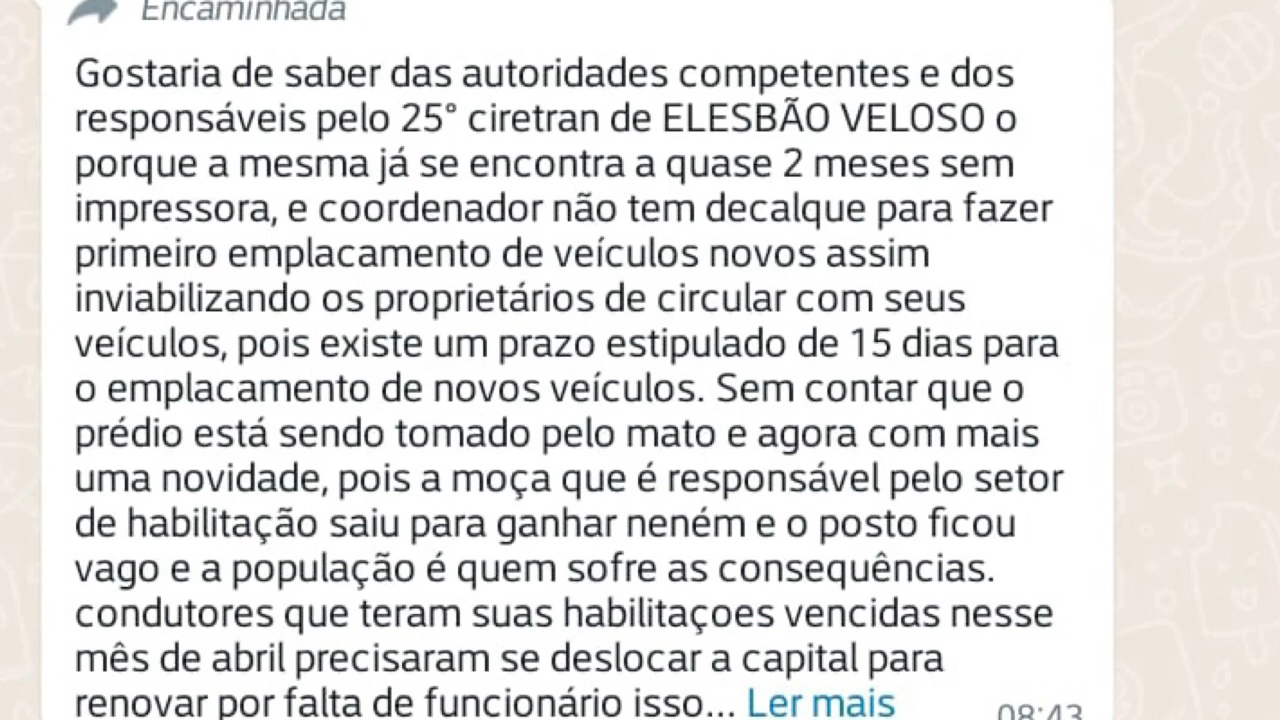 Encaminhada
Gostaria de saber das autoridades competentes e dos
responsáveis pelo 25° ciretran de ELESBÃO VELOSO o
porque a mesma já se encontra a quase 2 meses sem
impressora, e coordenador não tem decalque para fazer
primeiro emplacamento de veículos novos assim
inviabilizando os proprietários de circular com seus
veículos, pois existe um prazo estipulado de 15 dias para
o emplacamento de novos veículos. Sem contar que o
prédio está sendo tomado pelo mato e agora com mais
uma novidade, pois a moça que é responsável pelo setor
de habilitação saiu para ganhar neném e o posto ficou
vago e a população é quem sofre as consequências.
condutores que teram suas habilitaçoes vencidas nesse
mês de abril precisaram se deslocar a capital para
renovar por falta de funcionário isso... Ler mais
08:43